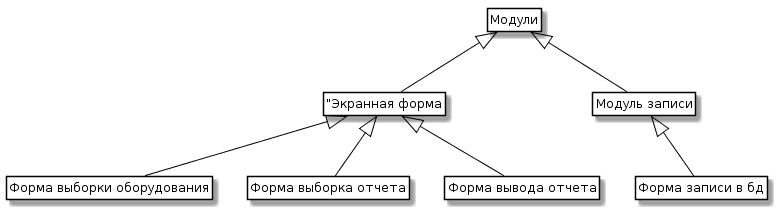 Модули
"Экранная форма
Модуль записи
Форма выборки оборудования
Форма выборка отчета
Форма вывода отчета
Форма записи в бд